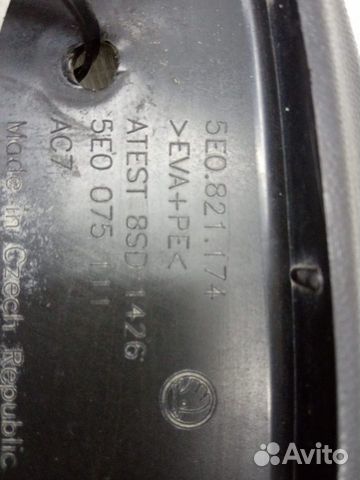 5E0.821.174
>EVA+PE<
ATEST 8SD 1426
5E0 075 111
AC7
Made in Czech Republic
Avito